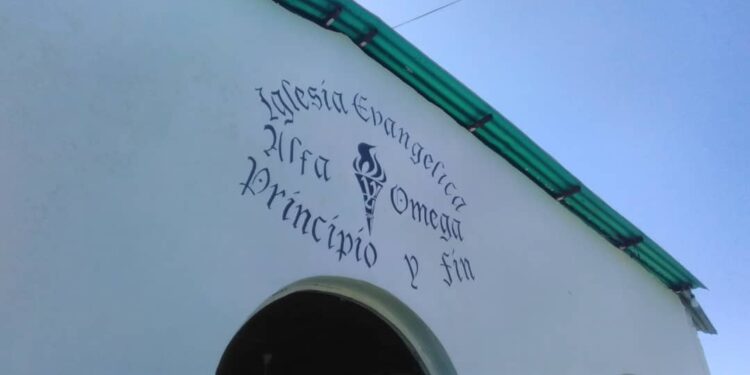 Iglesia Evangelica
Alfa Omega
Principio y fin